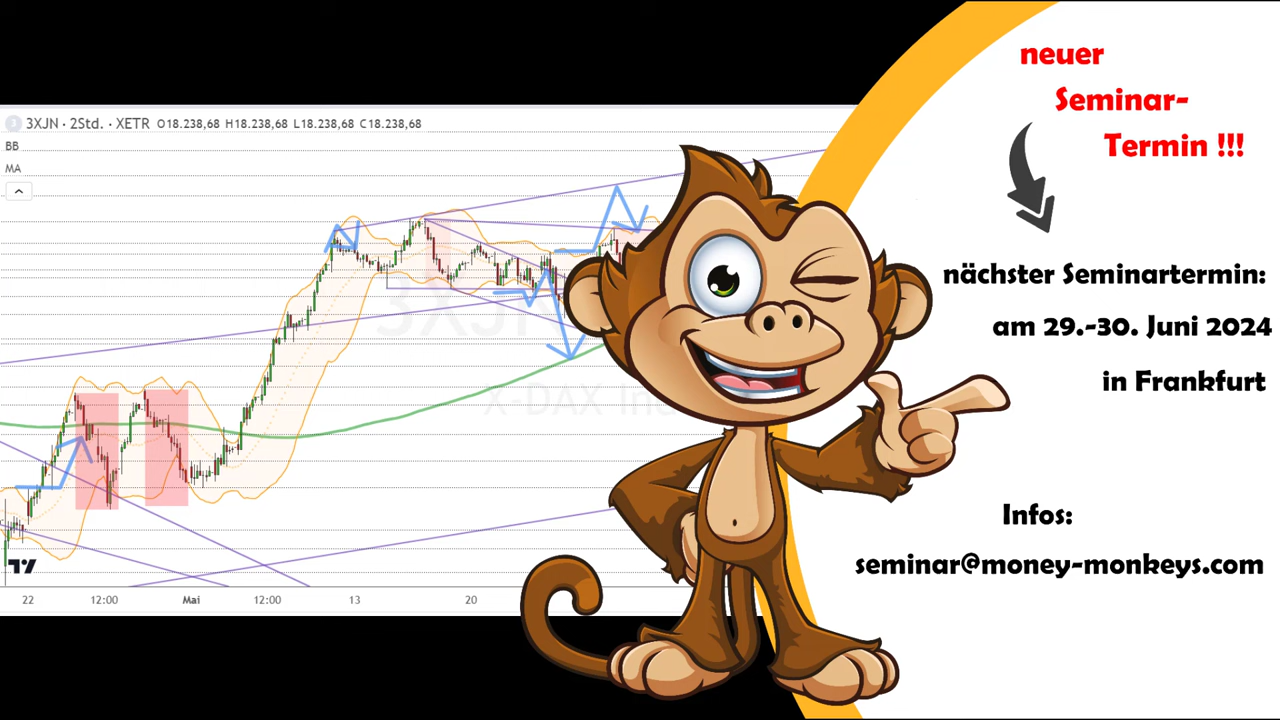 3XJN · 2Std. · XETR O18.238,68 H18.238,68 L18.238,68 C18.238,68
BB
MA
3XJN
X-DAX
22 12:00 Mai 12:00 13 20
neuer
Seminar-
Termin !!!
nächster Seminartermin:
am 29.-30. Juni 2024
in Frankfurt
Infos:
seminar@money-monkeys.com